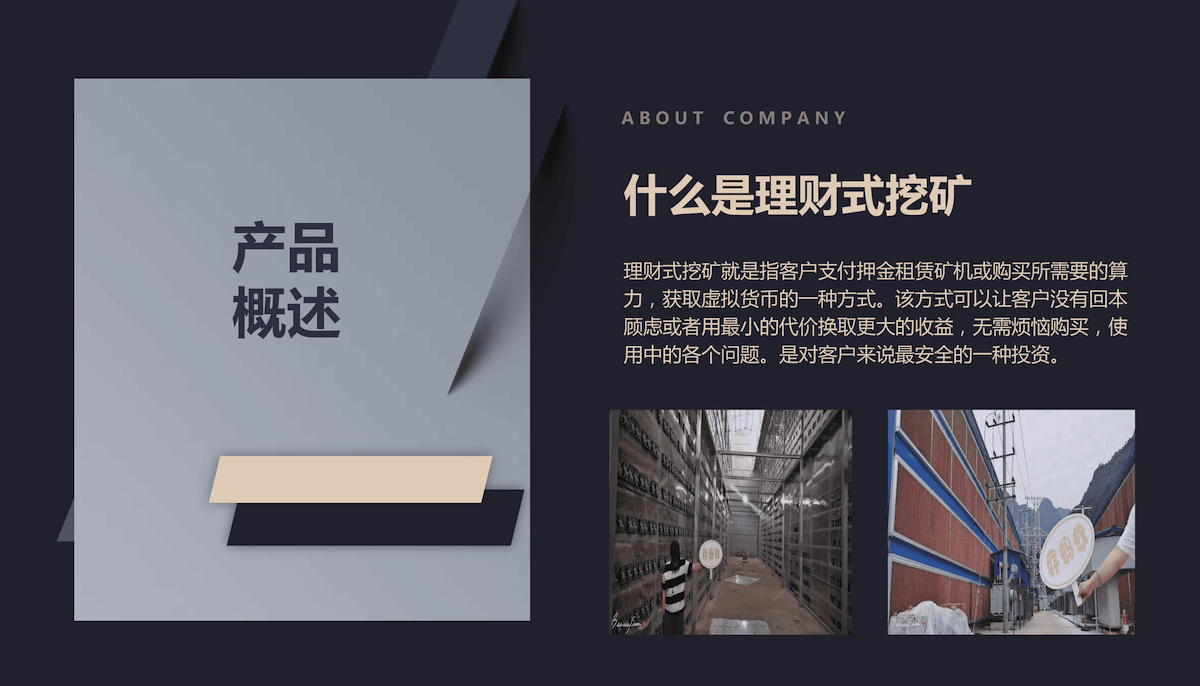 产品
概述
ABOUT COMPANY
什么是理财式挖矿
理财式挖矿就是指客户支付押金租赁矿机或购买所需要的算
力，获取虚拟货币的一种方式。该方式可以让客户没有回本
顾虑或者用最小的代价换取更大的收益，无需烦恼购买，使
用中的各个问题。是对客户来说最安全的一种投资。